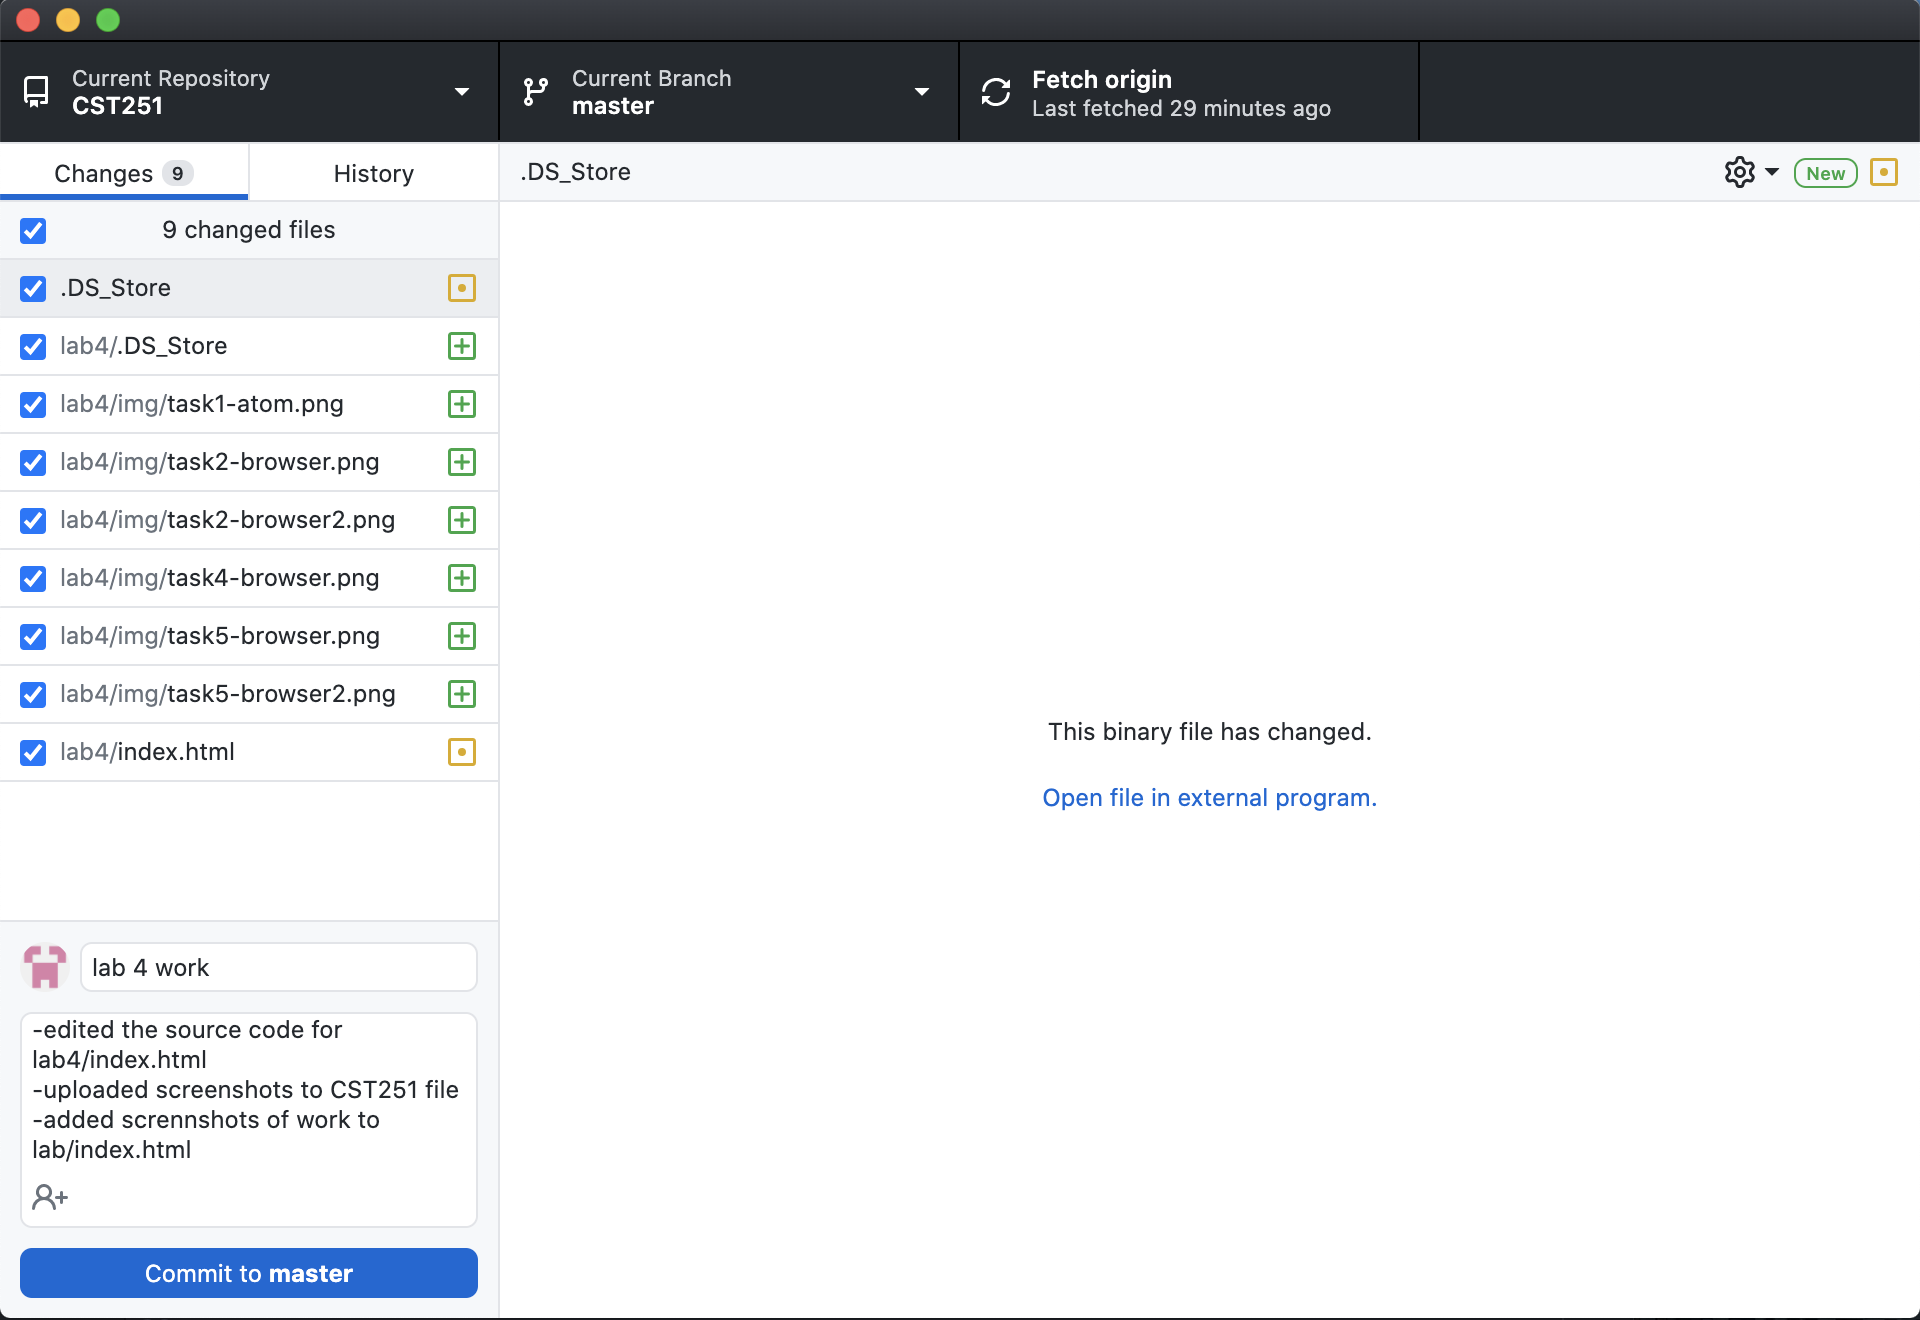 Current Repository
CST251
Current Branch
master
Fetch origin
Last fetched 29 minutes ago
Changes 9
History
.DS_Store
New
9 changed files
.DS_Store
lab4/.DS_Store
lab4/img/task1-atom.png
lab4/img/task2-browser.png
lab4/img/task2-browser2.png
lab4/img/task4-browser.png
lab4/img/task5-browser.png
lab4/img/task5-browser2.png
lab4/index.html
This binary file has changed.
Open file in external program.
lab 4 work
-edited the source code for
lab4/index.html
-uploaded screenshots to CST251 file
-added scrennshots of work to
lab/index.html
Commit to master